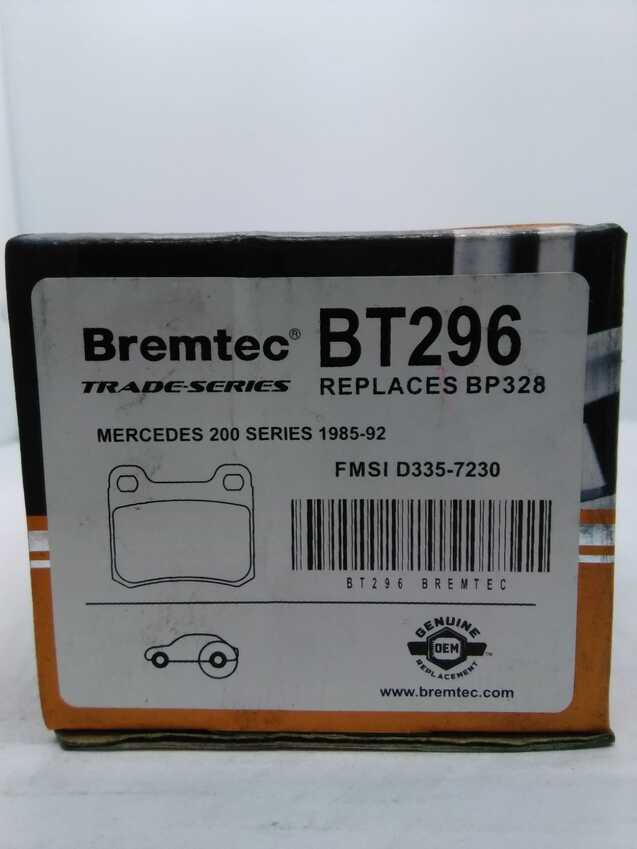 Bremtec® BT296
TRADE-SERIES REPLACES BP328
MERCEDES 200 SERIES 1985-92
FMSI D335-7230
BT296 BREMTEC
GENUINE
OEM
REPLACEMENT
™
www.bremtec.com